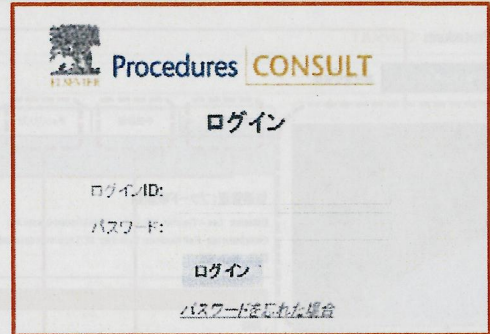 ELSEVIER
Procedures CONSULT
ログイン
ログインID:
パスワード:
ログイン
パスワードを忘れた場合